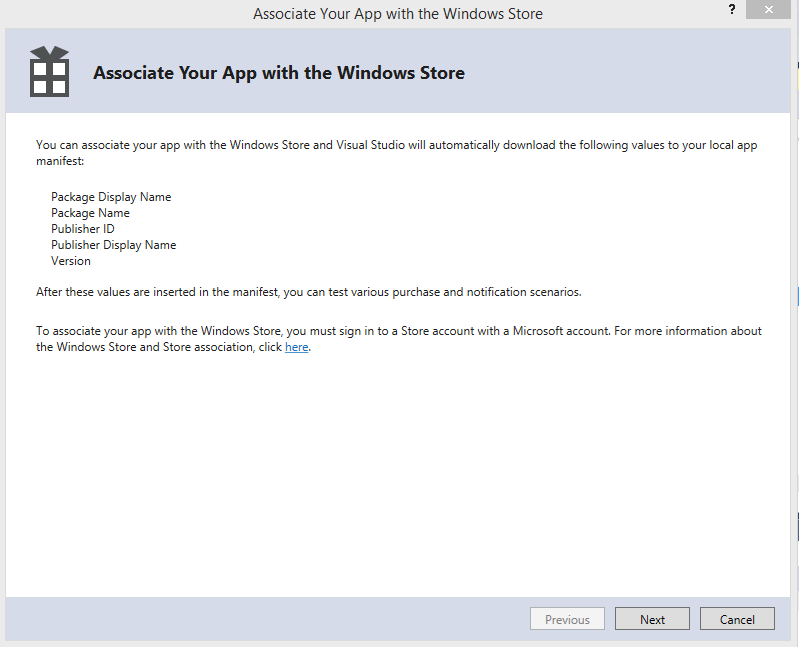 Associate Your App with the Windows Store
?
Associate Your App with the Windows Store
You can associate your app with the Windows Store and Visual Studio will automatically download the following values to your local app
manifest:
Package Display Name
Package Name
Publisher ID
Publisher Display Name
Version
After these values are inserted in the manifest, you can test various purchase and notification scenarios.
To associate your app with the Windows Store, you must sign in to a Store account with a Microsoft account. For more information about
the Windows Store and Store association, click here.
Previous Next Cancel